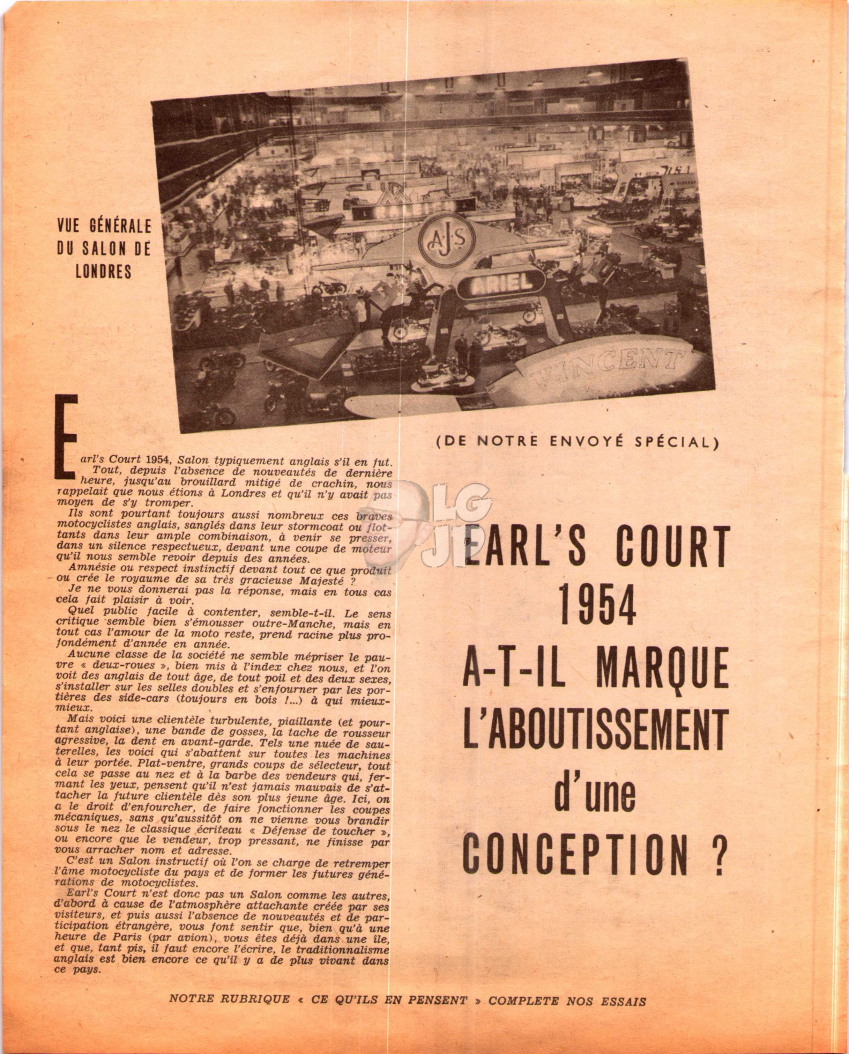 VUE GÉNÉRALE
DU SALON DE
LONDRES
AJS
ARIEL
VINCENT
(DE NOTRE ENVOYÉ SPÉCIAL)
Earl's Court 1954, Salon typiquement anglais s'il en fut.
Tout, depuis l'absence de nouveautés de dernière
heure, jusqu'au brouillard mitigé de crachin, nous
rappelait que nous étions à Londres et qu'il n'y avait pas
moyen de s'y tromper.
Ils sont pourtant toujours aussi nombreux ces braves
motocyclistes anglais, sanglés dans leur stormcoat ou flot-
tants dans leur ample combinaison, à venir se presser,
dans un silence respectueux, devant une coupe de moteur
qu'il nous semble revoir depuis des années.
Amnésie ou respect instinctif devant tout ce que produit
ou crée le royaume de sa très gracieuse Majesté ?
Je ne vous donnerai pas la réponse, mais en tous cas
cela fait plaisir à voir.
Quel public facile à contenter, semble-t-il. Le sens
critique semble bien s'émousser outre-Manche, mais en
tout cas l'amour de la moto reste, prend racine plus pro-
fondément d'année en année.
Aucune classe de la société ne semble mépriser le pau-
vre « deux-roues », bien mis à l'index chez nous, et l'on
voit des anglais de tout âge, de tout poil et des deux sexes,
s'installer sur les selles doubles et s'enfourner par les por-
tières des side-cars (toujours en bois !...) à qui mieux-
mieux.
Mais voici une clientèle turbulente, piaillante (et pour-
tant anglaise), une bande de gosses, la tache de rousseur
agressive, la dent en avant-garde. Tels une nuée de sau-
terelles, les voici qui s'abattent sur toutes les machines
à leur portée. Plat-ventre, grands coups de sélecteur, tout
cela se passe au nez et à la barbe des vendeurs qui, fer-
mant les yeux, pensent qu'il n'est jamais mauvais de s'at-
tacher la future clientèle dès son plus jeune âge. Ici, on
a le droit d'enfourcher, de faire fonctionner les coupes
mécaniques, sans qu'aussitôt on ne vienne vous brandir
sous le nez le classique écriteau « Défense de toucher »,
ou encore que le vendeur, trop pressant, ne finisse par
vous arracher nom et adresse.
C'est un Salon instructif où l'on se charge de retremper
l'âme motocycliste du pays et de former les futures géné-
rations de motocyclistes.
Earl's Court n'est donc pas un Salon comme les autres,
d'abord à cause de l'atmosphère attachante créée par ses
visiteurs, et puis aussi l'absence de nouveautés et de par-
ticipation étrangère, vous font sentir que, bien qu'à une
heure de Paris (par avion), vous êtes déjà dans une île,
et que, tant pis, il faut encore l'écrire, le traditionnalisme
anglais est bien encore ce qu'il y a de plus vivant dans
ce pays.
LG
JP
EARL'S COURT
1954
A-T-IL MARQUE
L'ABOUTISSEMENT
d'une
CONCEPTION ?
NOTRE RUBRIQUE « CE QU'ILS EN PENSENT » COMPLETE NOS ESSAIS